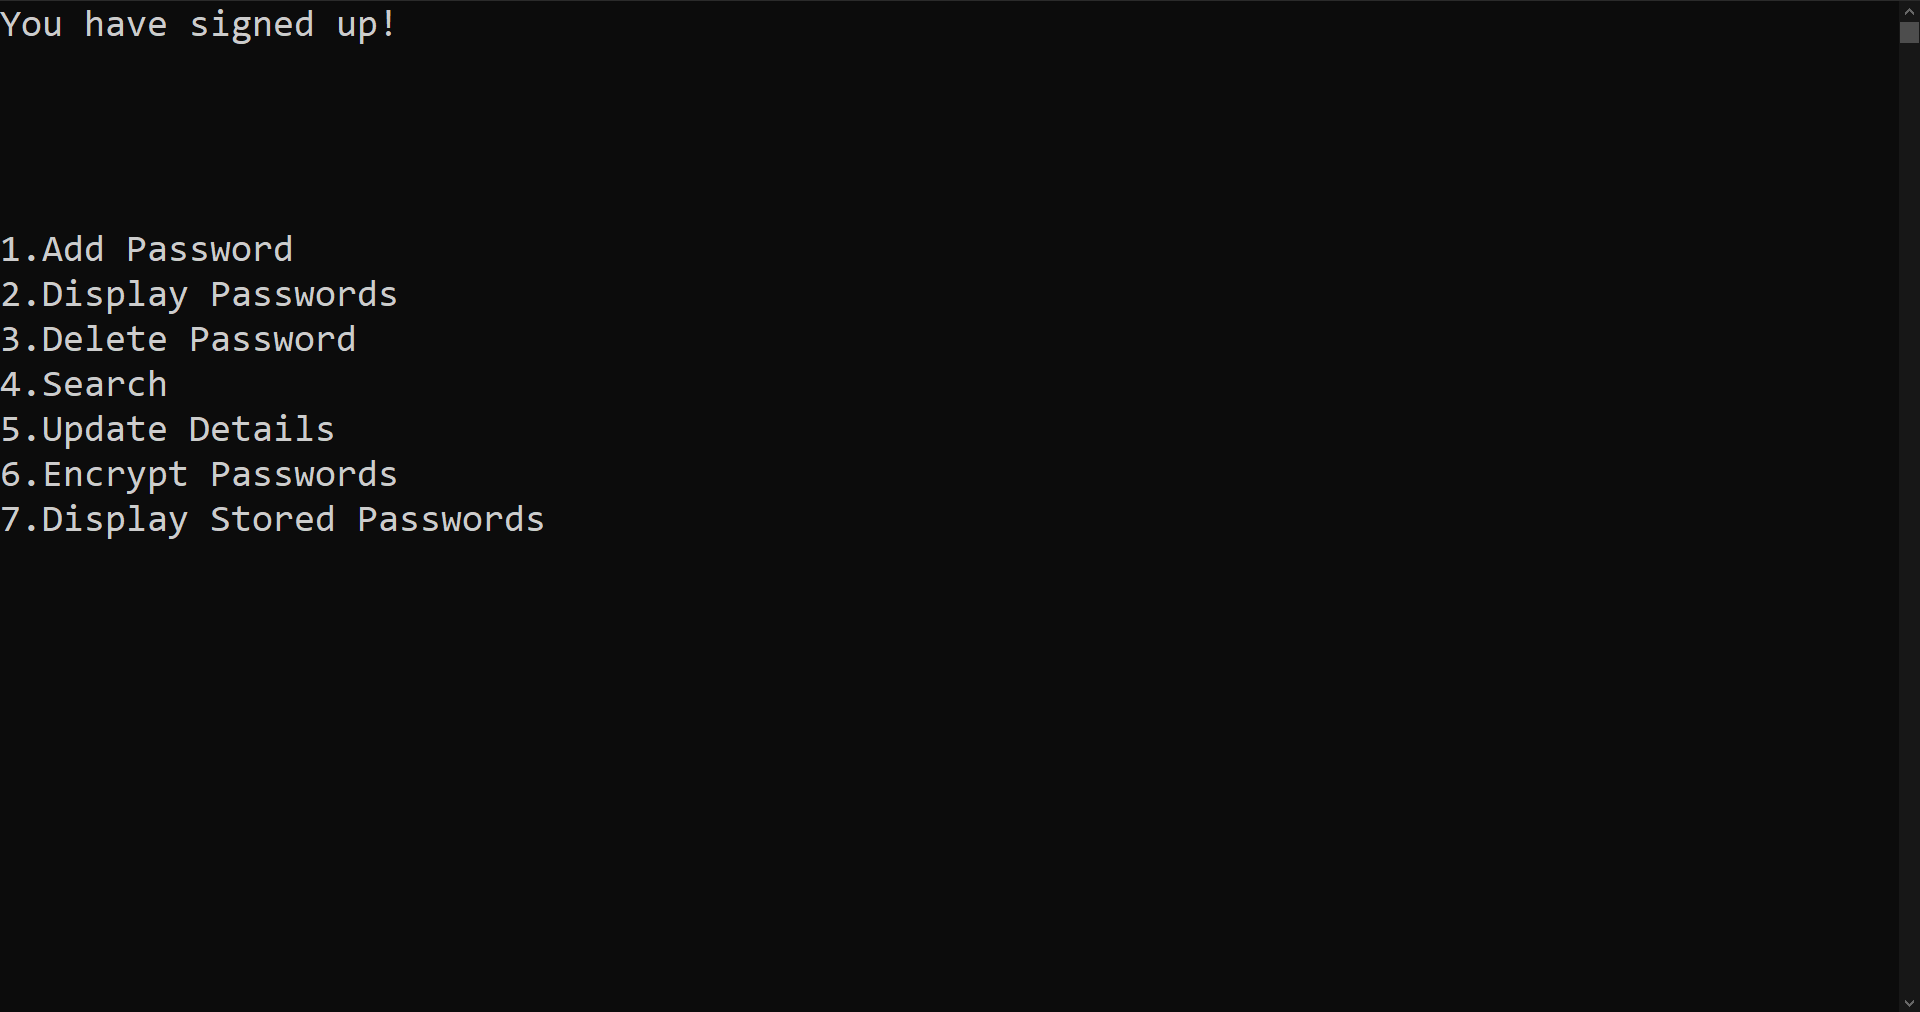 You have signed up!
1.Add Password
2.Display Passwords
3.Delete Password
4.Search
5.Update Details
6.Encrypt Passwords
7.Display Stored Passwords